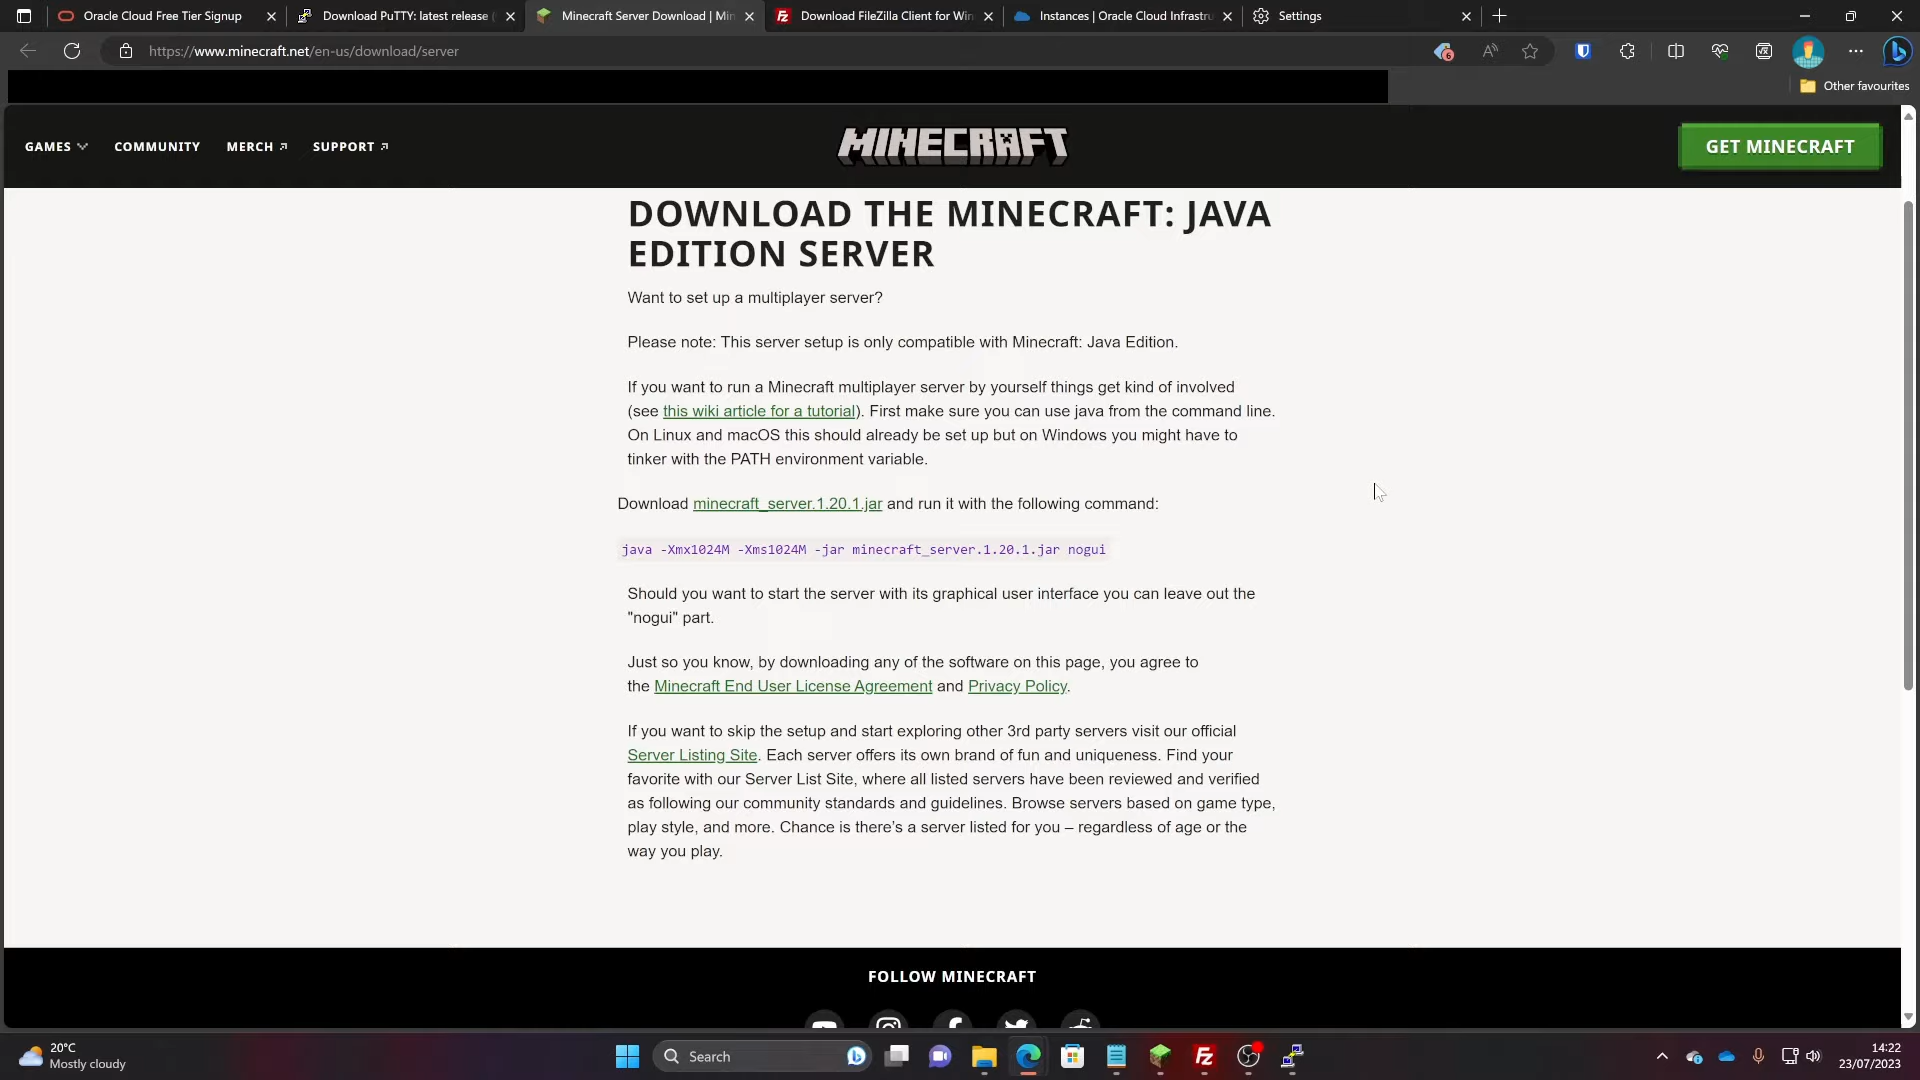 Oracle Cloud Free Tier Signup
Download PuTTY: latest release (
Minecraft Server Download | Min
Download FileZilla Client for Win
Instances | Oracle Cloud Infrastru
Settings
https://www.minecraft.net/en-us/download/server
6
Other favourites
GAMES
COMMUNITY
MERCH
SUPPORT
MINECRAFT
GET MINECRAFT
DOWNLOAD THE MINECRAFT: JAVA
EDITION SERVER
Want to set up a multiplayer server?
Please note: This server setup is only compatible with Minecraft: Java Edition.
If you want to run a Minecraft multiplayer server by yourself things get kind of involved
(see this wiki article for a tutorial). First make sure you can use java from the command line.
On Linux and macOS this should already be set up but on Windows you might have to
tinker with the PATH environment variable.
Download minecraft_server.1.20.1.jar and run it with the following command:
java -Xmx1024M -Xms1024M -jar minecraft_server.1.20.1.jar nogui
Should you want to start the server with its graphical user interface you can leave out the
"nogui" part.
Just so you know, by downloading any of the software on this page, you agree to
the Minecraft End User License Agreement and Privacy Policy.
If you want to skip the setup and start exploring other 3rd party servers visit our official
Server Listing Site. Each server offers its own brand of fun and uniqueness. Find your
favorite with our Server List Site, where all listed servers have been reviewed and verified
as following our community standards and guidelines. Browse servers based on game type,
play style, and more. Chance is there’s a server listed for you – regardless of age or the
way you play.
FOLLOW MINECRAFT
20°C
Mostly cloudy
Search
14:22
23/07/2023